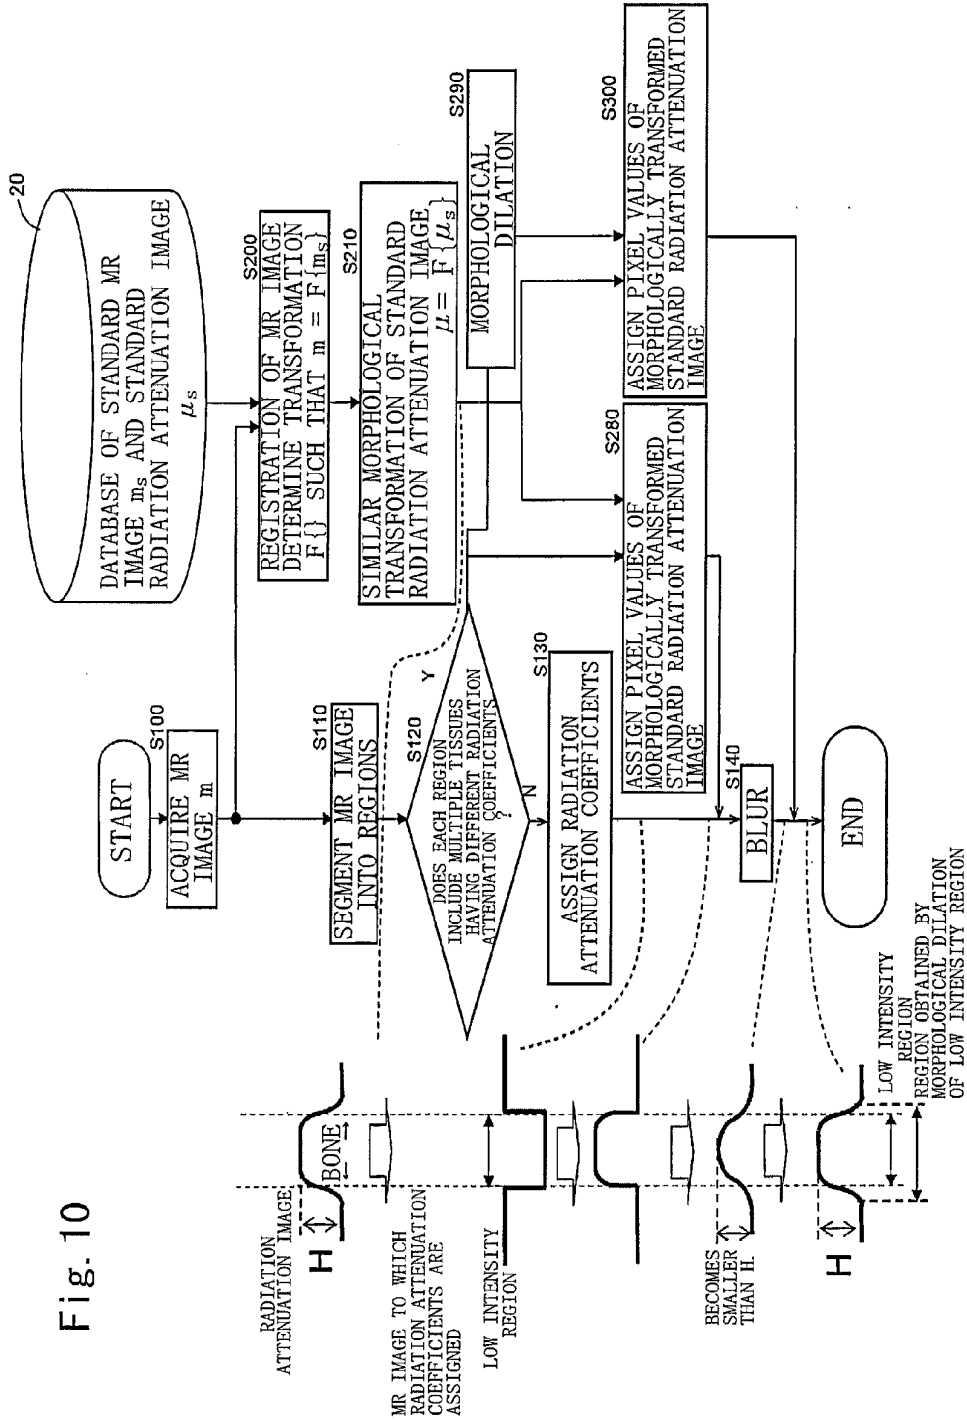 Fig. 10
START
S100
ACQUIRE MR
IMAGE m
20
DATABASE OF STANDARD MR
IMAGE ms AND STANDARD
RADIATION ATTENUATION IMAGE
μs
S200
REGISTRATION OF MR IMAGE
DETERMINE TRANSFORMATION
F{} SUCH THAT m = F{ms}
S210
SIMILAR MORPHOLOGICAL
TRANSFORMATION OF STANDARD
RADIATION ATTENUATION IMAGE
μ = F{μs}
S110
SEGMENT MR IMAGE
INTO REGIONS
S120
DOES EACH REGION
INCLUDE MULTIPLE TISSUES
HAVING DIFFERENT RADIATION
ATTENUATION COEFFICIENTS
?
Y
N
S290
MORPHOLOGICAL
DILATION
S130
ASSIGN RADIATION
ATTENUATION COEFFICIENTS
S280
ASSIGN PIXEL VALUES OF
MORPHOLOGICALLY TRANSFORMED
STANDARD RADIATION ATTENUATION
IMAGE
S300
ASSIGN PIXEL VALUES OF
MORPHOLOGICALLY TRANSFORMED
STANDARD RADIATION ATTENUATION
IMAGE
S140
BLUR
END
RADIATION
ATTENUATION IMAGE
H
BONE
MR IMAGE TO WHICH
RADIATION ATTENUATION
COEFFICIENTS ARE
ASSIGNED
LOW INTENSITY
REGION
BECOMES
SMALLER
THAN H.
H
LOW INTENSITY
REGION
REGION OBTAINED BY
MORPHOLOGICAL DILATION
OF LOW INTENSITY REGION